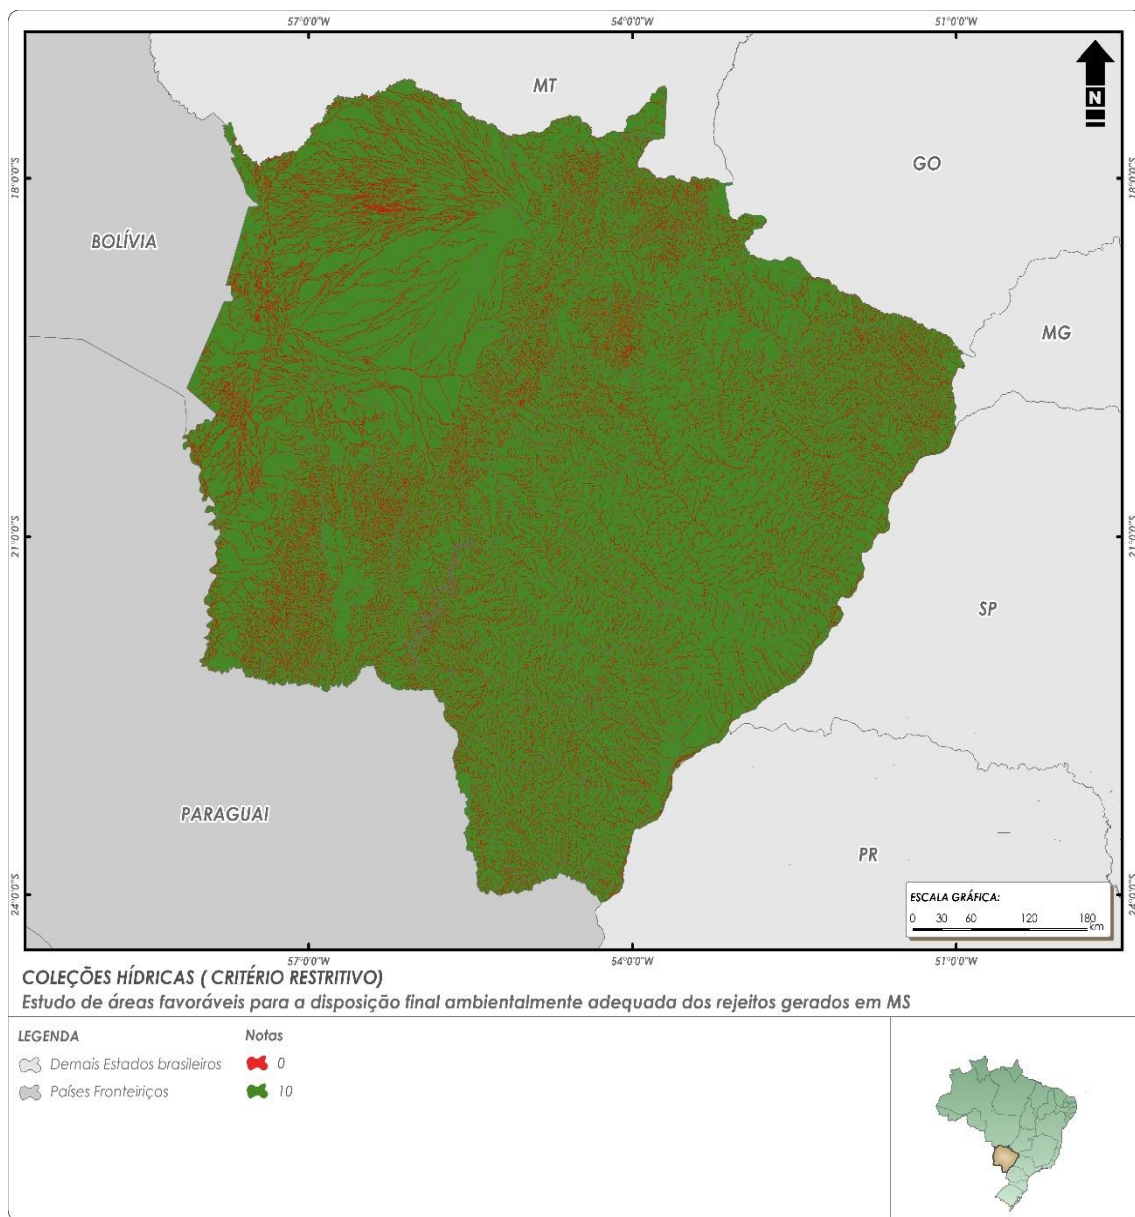 57°0'0"W 54°0'0"W 51°0'0"W
MT
N
GO
18°0'0"S 18°0'0"S
BOLÍVIA
MG
21°0'0"S 21°0'0"S
SP
PARAGUAI
PR
24°0'0"S 24°0'0"S
ESCALA GRÁFICA:
0 30 60 120 180
km
57°0'0"W 54°0'0"W 51°0'0"W
COLEÇÕES HÍDRICAS ( CRITÉRIO RESTRITIVO)
Estudo de áreas favoráveis para a disposição final ambientalmente adequada dos rejeitos gerados em MS
LEGENDA Notas
Demais Estados brasileiros 0
Países Fronteiriços 10